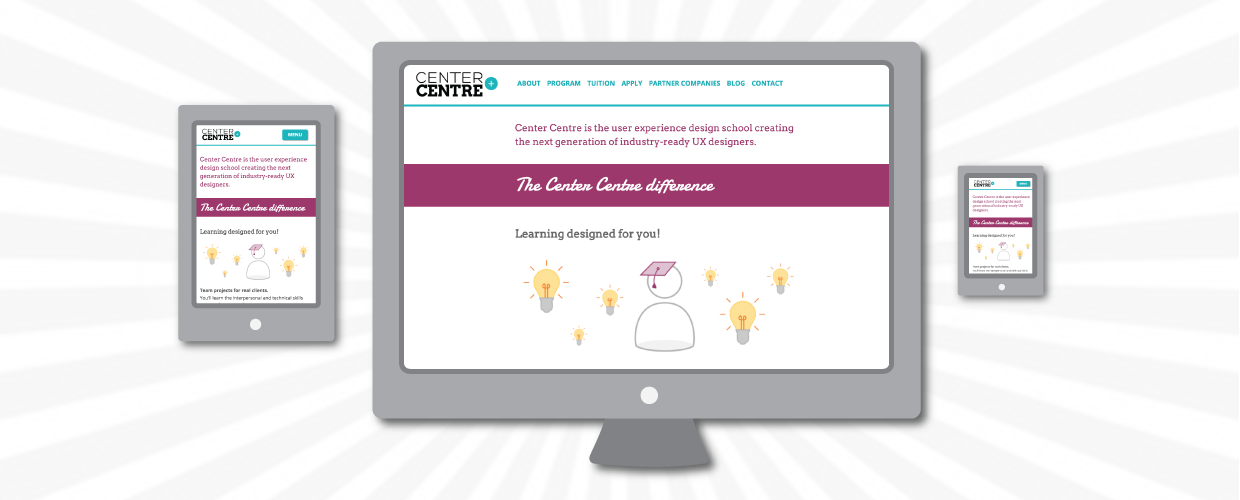 CENTER
CENTRE +
MENU
Center Centre is the user experience
design school creating the next
generation of industry-ready UX
designers.
The Center Centre difference
Learning designed for you!
Team projects for real clients.
You'll learn the interpersonal and technical skills
CENTER
CENTRE +
ABOUT PROGRAM TUITION APPLY PARTNER COMPANIES BLOG CONTACT
Center Centre is the user experience design school creating
the next generation of industry-ready UX designers.
The Center Centre difference
Learning designed for you!
CENTER
CENTRE
MENU
Center Centre is the user experience
design school creating the next
generation of industry-ready UX
designers.
The Center Centre difference
Learning designed for you!
Team projects for real clients.